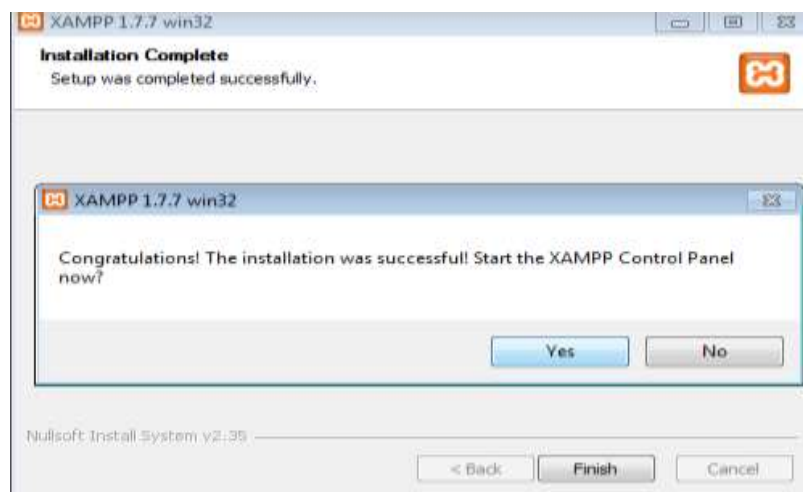 XAMPP 1.7.7 win32
Installation Complete
Setup was completed successfully.
XAMPP 1.7.7 win32
Congratulations! The installation was successful! Start the XAMPP Control Panel
now?
Yes
No
Nullsoft Install System v2.35
< Back
Finish
Cancel